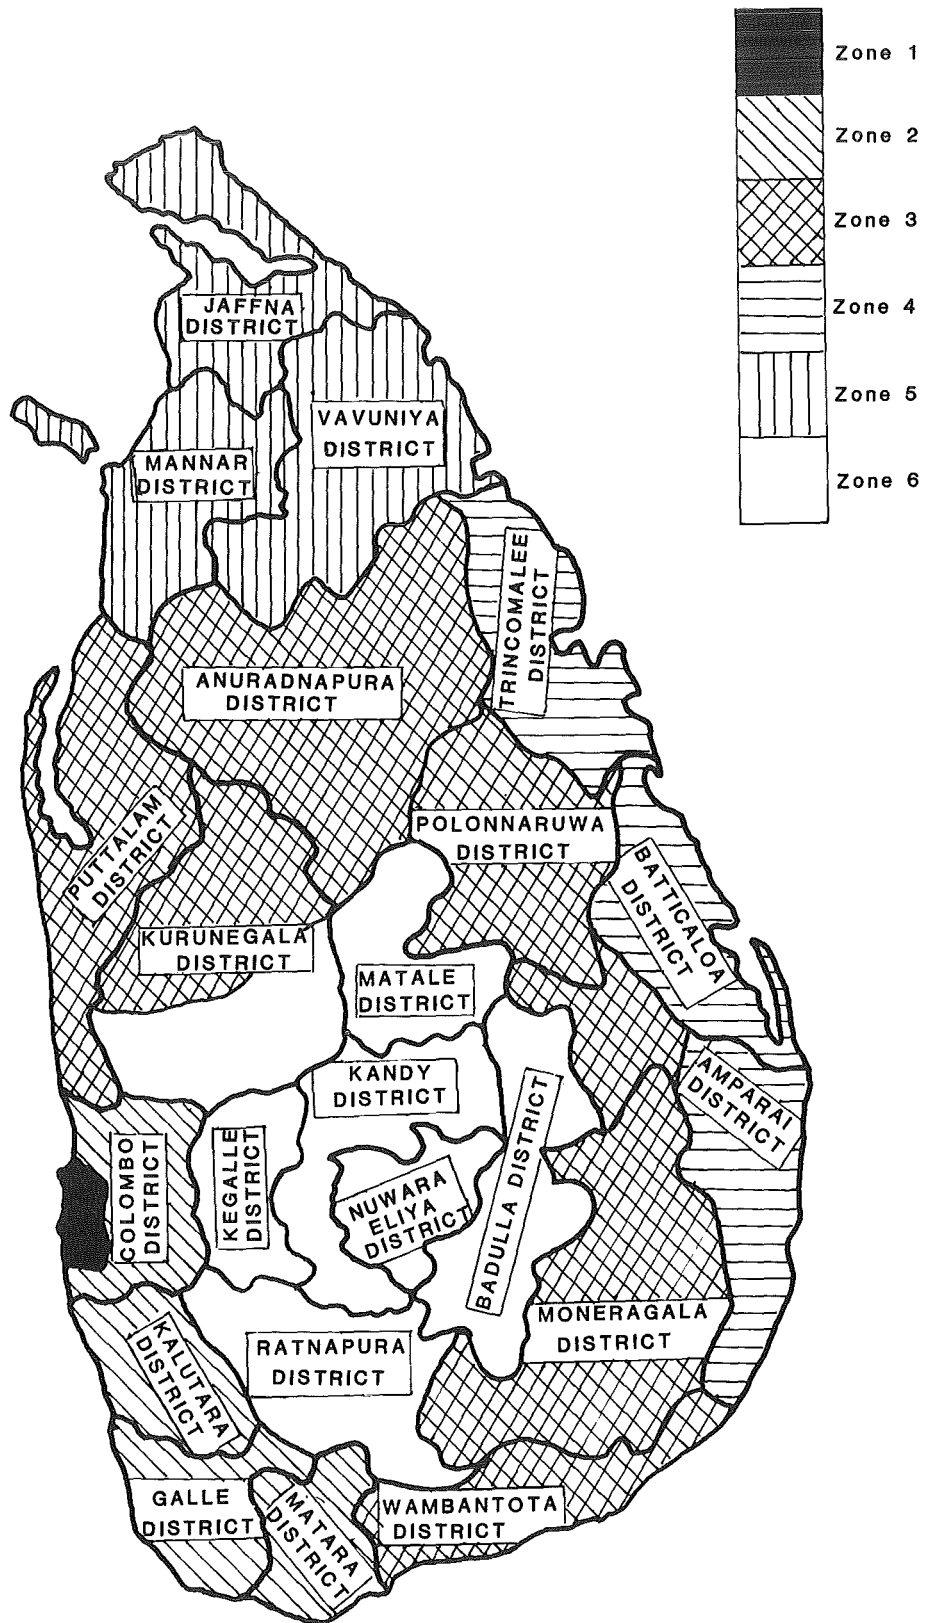 Zone 1
Zone 2
Zone 3
Zone 4
Zone 5
Zone 6
JAFFNA
DISTRICT
VAVUNIYA
DISTRICT
MANNAR
DISTRICT
TRINCOMALEE
DISTRICT
ANURADNAPURA
DISTRICT
PUTTALAM
DISTRICT
POLONNARUWA
DISTRICT
BATTICALOA
DISTRICT
KURUNEGALA
DISTRICT
MATALE
DISTRICT
KANDY
DISTRICT
AMPARAI
DISTRICT
COLOMBO
DISTRICT
KEGALLE
DISTRICT
NUWARA
ELIYA
DISTRICT
BADULLA DISTRICT
MONERAGALA
DISTRICT
KALUTARA
DISTRICT
RATNAPURA
DISTRICT
GALLE
DISTRICT
MATARA
DISTRICT
WAMBANTOTA
DISTRICT